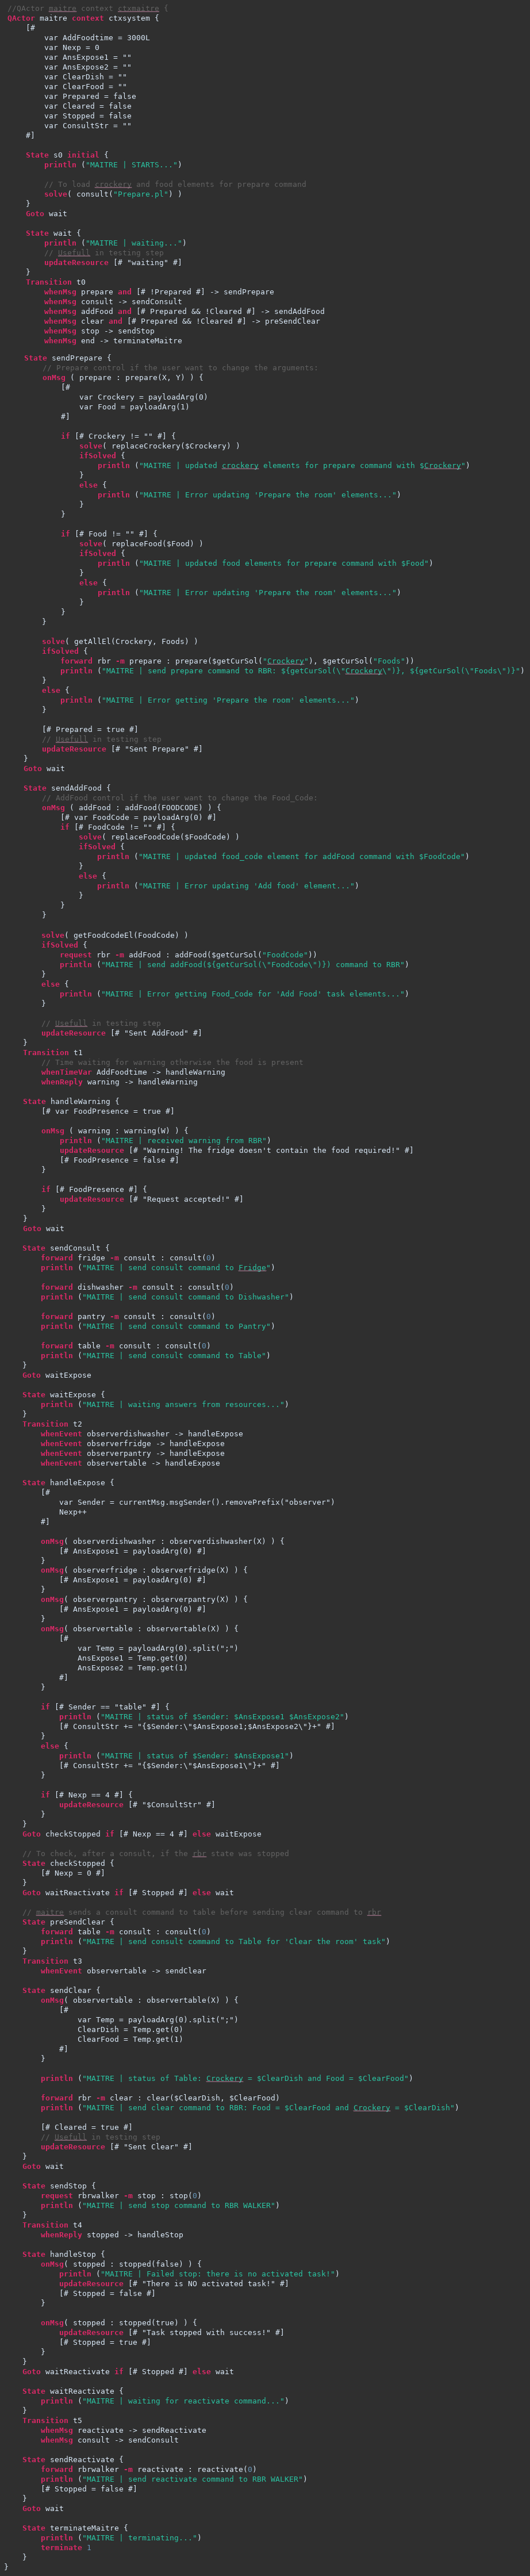 //QActor maitre context ctxmaitre {
QActor maitre context ctxsystem {
[#
var AddFoodtime = 3000L
var Nexp = 0
var AnsExpose1 = ""
var AnsExpose2 = ""
var ClearDish = ""
var ClearFood = ""
var Prepared = false
var Cleared = false
var Stopped = false
var ConsultStr = ""
#]
State s0 initial {
println ("MAITRE | STARTS...")
// To load crockery and food elements for prepare command
solve( consult("Prepare.pl") )
}
Goto wait
State wait {
println ("MAITRE | waiting...")
// Usefull in testing step
updateResource [# "waiting" #]
}
Transition t0
whenMsg prepare and [# !Prepared #] -> sendPrepare
whenMsg consult -> sendConsult
whenMsg addFood and [# Prepared && !Cleared #] -> sendAddFood
whenMsg clear and [# Prepared && !Cleared #] -> preSendClear
whenMsg stop -> sendStop
whenMsg end -> terminateMaitre
State sendPrepare {
// Prepare control if the user want to change the arguments:
onMsg ( prepare : prepare(X, Y) ) {
[#
var Crockery = payloadArg(0)
var Food = payloadArg(1)
#]
if [# Crockery != "" #] {
solve( replaceCrockery($Crockery) )
ifSolved {
println ("MAITRE | updated crockery elements for prepare command with $Crockery")
}
else {
println ("MAITRE | Error updating 'Prepare the room' elements...")
}
}
if [# Food != "" #] {
solve( replaceFood($Food) )
ifSolved {
println ("MAITRE | updated food elements for prepare command with $Food")
}
else {
println ("MAITRE | Error updating 'Prepare the room' elements...")
}
}
}
solve( getAllEl(Crockery, Foods) )
ifSolved {
forward rbr -m prepare : prepare($getCurSol("Crockery"), $getCurSol("Foods"))
println ("MAITRE | send prepare command to RBR: ${getCurSol(\"Crockery\")}, ${getCurSol(\"Foods\")}")
}
else {
println ("MAITRE | Error getting 'Prepare the room' elements...")
}
[# Prepared = true #]
// Usefull in testing step
updateResource [# "Sent Prepare" #]
}
Goto wait
State sendAddFood {
// AddFood control if the user want to change the Food_Code:
onMsg ( addFood : addFood(FOODCODE) ) {
[# var FoodCode = payloadArg(0) #]
if [# FoodCode != "" #] {
solve( replaceFoodCode($FoodCode) )
ifSolved {
println ("MAITRE | updated food_code element for addFood command with $FoodCode")
}
else {
println ("MAITRE | Error updating 'Add food' element...")
}
}
}
solve( getFoodCodeEl(FoodCode) )
ifSolved {
request rbr -m addFood : addFood($getCurSol("FoodCode"))
println ("MAITRE | send addFood(${getCurSol(\"FoodCode\")}) command to RBR")
}
else {
println ("MAITRE | Error getting Food_Code for 'Add Food' task elements...")
}
// Usefull in testing step
updateResource [# "Sent AddFood" #]
}
Transition t1
// Time waiting for warning otherwise the food is present
whenTimeVar AddFoodtime -> handleWarning
whenReply warning -> handleWarning
State handleWarning {
[# var FoodPresence = true #]
onMsg ( warning : warning(W) ) {
println ("MAITRE | received warning from RBR")
updateResource [# "Warning! The fridge doesn't contain the food required!" #]
[# FoodPresence = false #]
}
if [# FoodPresence #] {
updateResource [# "Request accepted!" #]
}
}
Goto wait
State sendConsult {
forward fridge -m consult : consult(0)
println ("MAITRE | send consult command to Fridge")
forward dishwasher -m consult : consult(0)
println ("MAITRE | send consult command to Dishwasher")
forward pantry -m consult : consult(0)
println ("MAITRE | send consult command to Pantry")
forward table -m consult : consult(0)
println ("MAITRE | send consult command to Table")
}
Goto waitExpose
State waitExpose {
println ("MAITRE | waiting answers from resources...")
}
Transition t2
whenEvent observerdishwasher -> handleExpose
whenEvent observerfridge -> handleExpose
whenEvent observerpantry -> handleExpose
whenEvent observertable -> handleExpose
State handleExpose {
[#
var Sender = currentMsg.msgSender().removePrefix("observer")
Nexp++
#]
onMsg( observerdishwasher : observerdishwasher(X) ) {
[# AnsExpose1 = payloadArg(0) #]
}
onMsg( observerfridge : observerfridge(X) ) {
[# AnsExpose1 = payloadArg(0) #]
}
onMsg( observerpantry : observerpantry(X) ) {
[# AnsExpose1 = payloadArg(0) #]
}
onMsg( observertable : observertable(X) ) {
[#
var Temp = payloadArg(0).split(";")
AnsExpose1 = Temp.get(0)
AnsExpose2 = Temp.get(1)
#]
}
if [# Sender == "table" #] {
println ("MAITRE | status of $Sender: $AnsExpose1 $AnsExpose2")
[# ConsultStr += "{$Sender:\"$AnsExpose1;$AnsExpose2\"}+" #]
}
else {
println ("MAITRE | status of $Sender: $AnsExpose1")
[# ConsultStr += "{$Sender:\"$AnsExpose1\"}+" #]
}
if [# Nexp == 4 #] {
updateResource [# "$ConsultStr" #]
}
}
Goto checkStopped if [# Nexp == 4 #] else waitExpose
// To check, after a consult, if the rbr state was stopped
State checkStopped {
[# Nexp = 0 #]
}
Goto waitReactivate if [# Stopped #] else wait
// maitre sends a consult command to table before sending clear command to rbr
State preSendClear {
forward table -m consult : consult(0)
println ("MAITRE | send consult command to Table for 'Clear the room' task")
}
Transition t3
whenEvent observertable -> sendClear
State sendClear {
onMsg( observertable : observertable(X) ) {
[#
var Temp = payloadArg(0).split(";")
ClearDish = Temp.get(0)
ClearFood = Temp.get(1)
#]
}
println ("MAITRE | status of Table: Crockery = $ClearDish and Food = $ClearFood")
forward rbr -m clear : clear($ClearDish, $ClearFood)
println ("MAITRE | send clear command to RBR: Food = $ClearFood and Crockery = $ClearDish")
[# Cleared = true #]
// Usefull in testing step
updateResource [# "Sent Clear" #]
}
Goto wait
State sendStop {
request rbrwalker -m stop : stop(0)
println ("MAITRE | send stop command to RBR WALKER")
}
Transition t4
whenReply stopped -> handleStop
State handleStop {
onMsg( stopped : stopped(false) ) {
println ("MAITRE | Failed stop: there is no activated task!")
updateResource [# "There is NO activated task!" #]
[# Stopped = false #]
}
onMsg( stopped : stopped(true) ) {
updateResource [# "Task stopped with success!" #]
[# Stopped = true #]
}
}
Goto waitReactivate if [# Stopped #] else wait
State waitReactivate {
println ("MAITRE | waiting for reactivate command...")
}
Transition t5
whenMsg reactivate -> sendReactivate
whenMsg consult -> sendConsult
State sendReactivate {
forward rbrwalker -m reactivate : reactivate(0)
println ("MAITRE | send reactivate command to RBR WALKER")
[# Stopped = false #]
}
Goto wait
State terminateMaitre {
println ("MAITRE | terminating...")
terminate 1
}
}